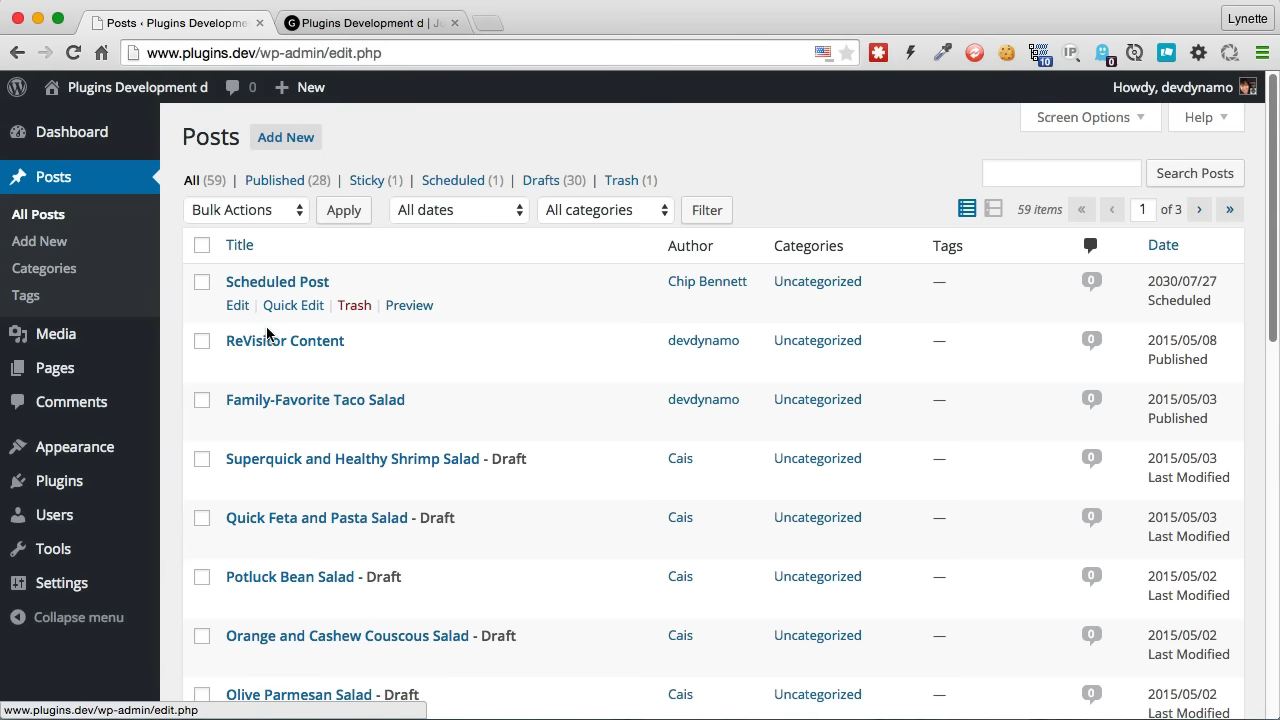 Posts ‹ Plugins Developme
Plugins Development d | Ju
Lynette
www.plugins.dev/wp-admin/edit.php
10
IP
0
Plugins Development d
0
New
Howdy, devdynamo
Dashboard
Posts
All Posts
Add New
Categories
Tags
Media
Pages
Comments
Appearance
Plugins
Users
Tools
Settings
Collapse menu
Screen Options
Help
Posts
Add New
All (59) | Published (28) | Sticky (1) | Scheduled (1) | Drafts (30) | Trash (1)
Search Posts
Bulk Actions
Apply
All dates
All categories
Filter
59 items « ‹ 1 of 3 › »
Title Author Categories Tags Date
Scheduled Post Chip Bennett Uncategorized — 0 2030/07/27
Edit | Quick Edit | Trash | Preview Scheduled
ReVisitor Content devdynamo Uncategorized — 0 2015/05/08
Published
Family-Favorite Taco Salad devdynamo Uncategorized — 0 2015/05/03
Published
Superquick and Healthy Shrimp Salad - Draft Cais Uncategorized — 0 2015/05/03
Last Modified
Quick Feta and Pasta Salad - Draft Cais Uncategorized — 0 2015/05/03
Last Modified
Potluck Bean Salad - Draft Cais Uncategorized — 0 2015/05/02
Last Modified
Orange and Cashew Couscous Salad - Draft Cais Uncategorized — 0 2015/05/02
Last Modified
Olive Parmesan Salad - Draft Cais Uncategorized — 0 2015/05/02
Last Modified
www.plugins.dev/wp-admin/edit.php